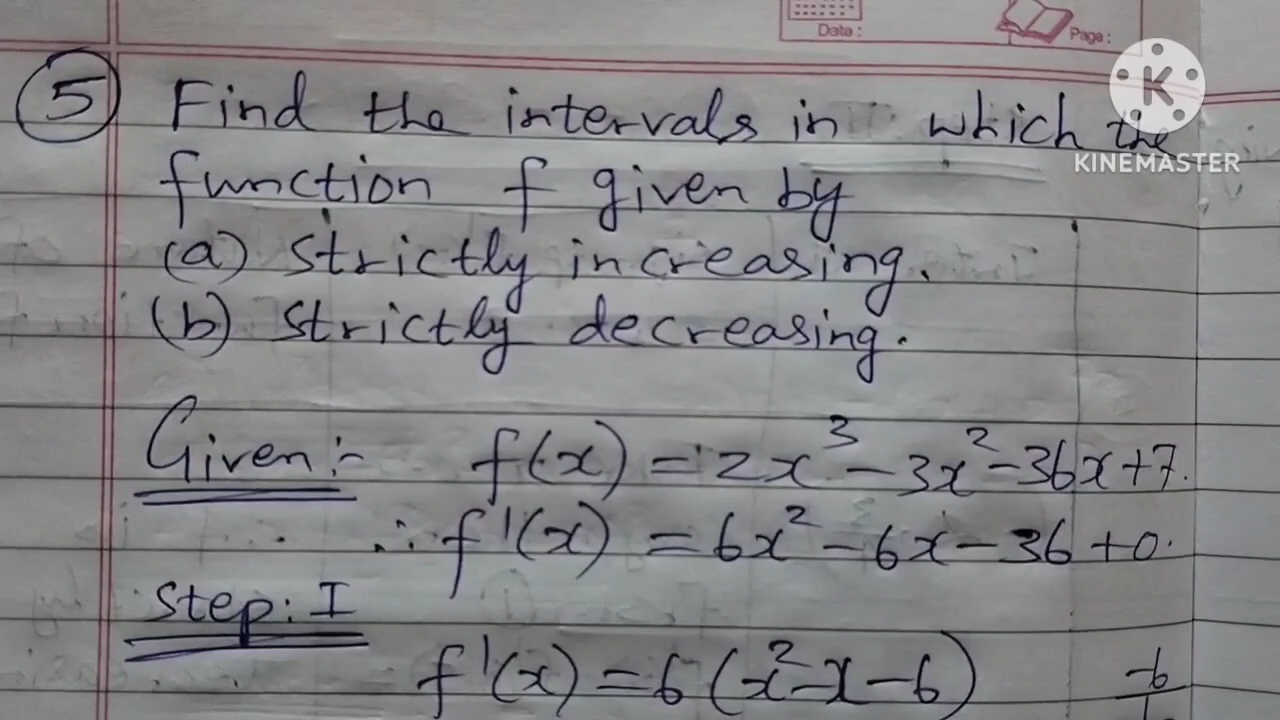 Data :
Page :
K
KINEMASTER
5 Find the intervals in which the
function f given by
(a) strictly increasing.
(b) strictly decreasing.
Given :- f(x) = 2x³ - 3x² - 36x + 7.
∴ f'(x) = 6x² - 6x - 36 + 0.
Step: I
f'(x) = 6 (x² - x - 6)
-6